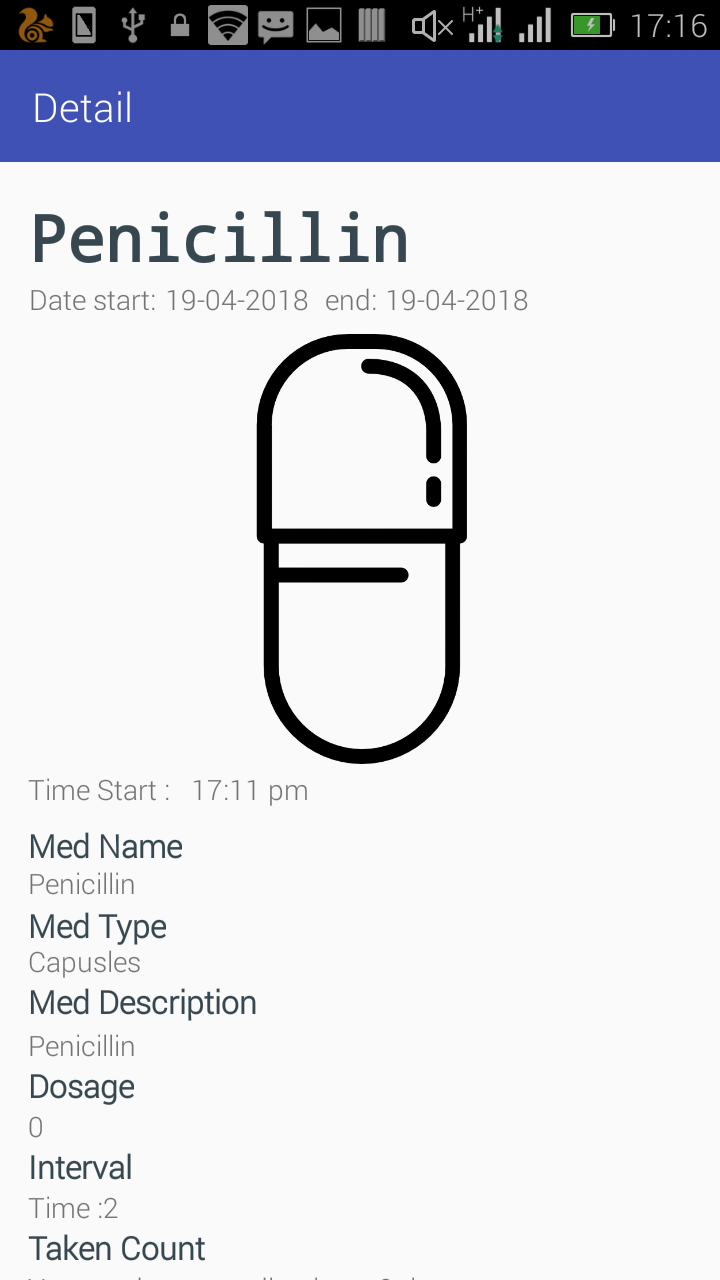 H+ 17:16
Detail
Penicillin
Date start: 19-04-2018 end: 19-04-2018
Time Start : 17:11 pm
Med Name
Penicillin
Med Type
Capusles
Med Description
Penicillin
Dosage
0
Interval
Time :2
Taken Count